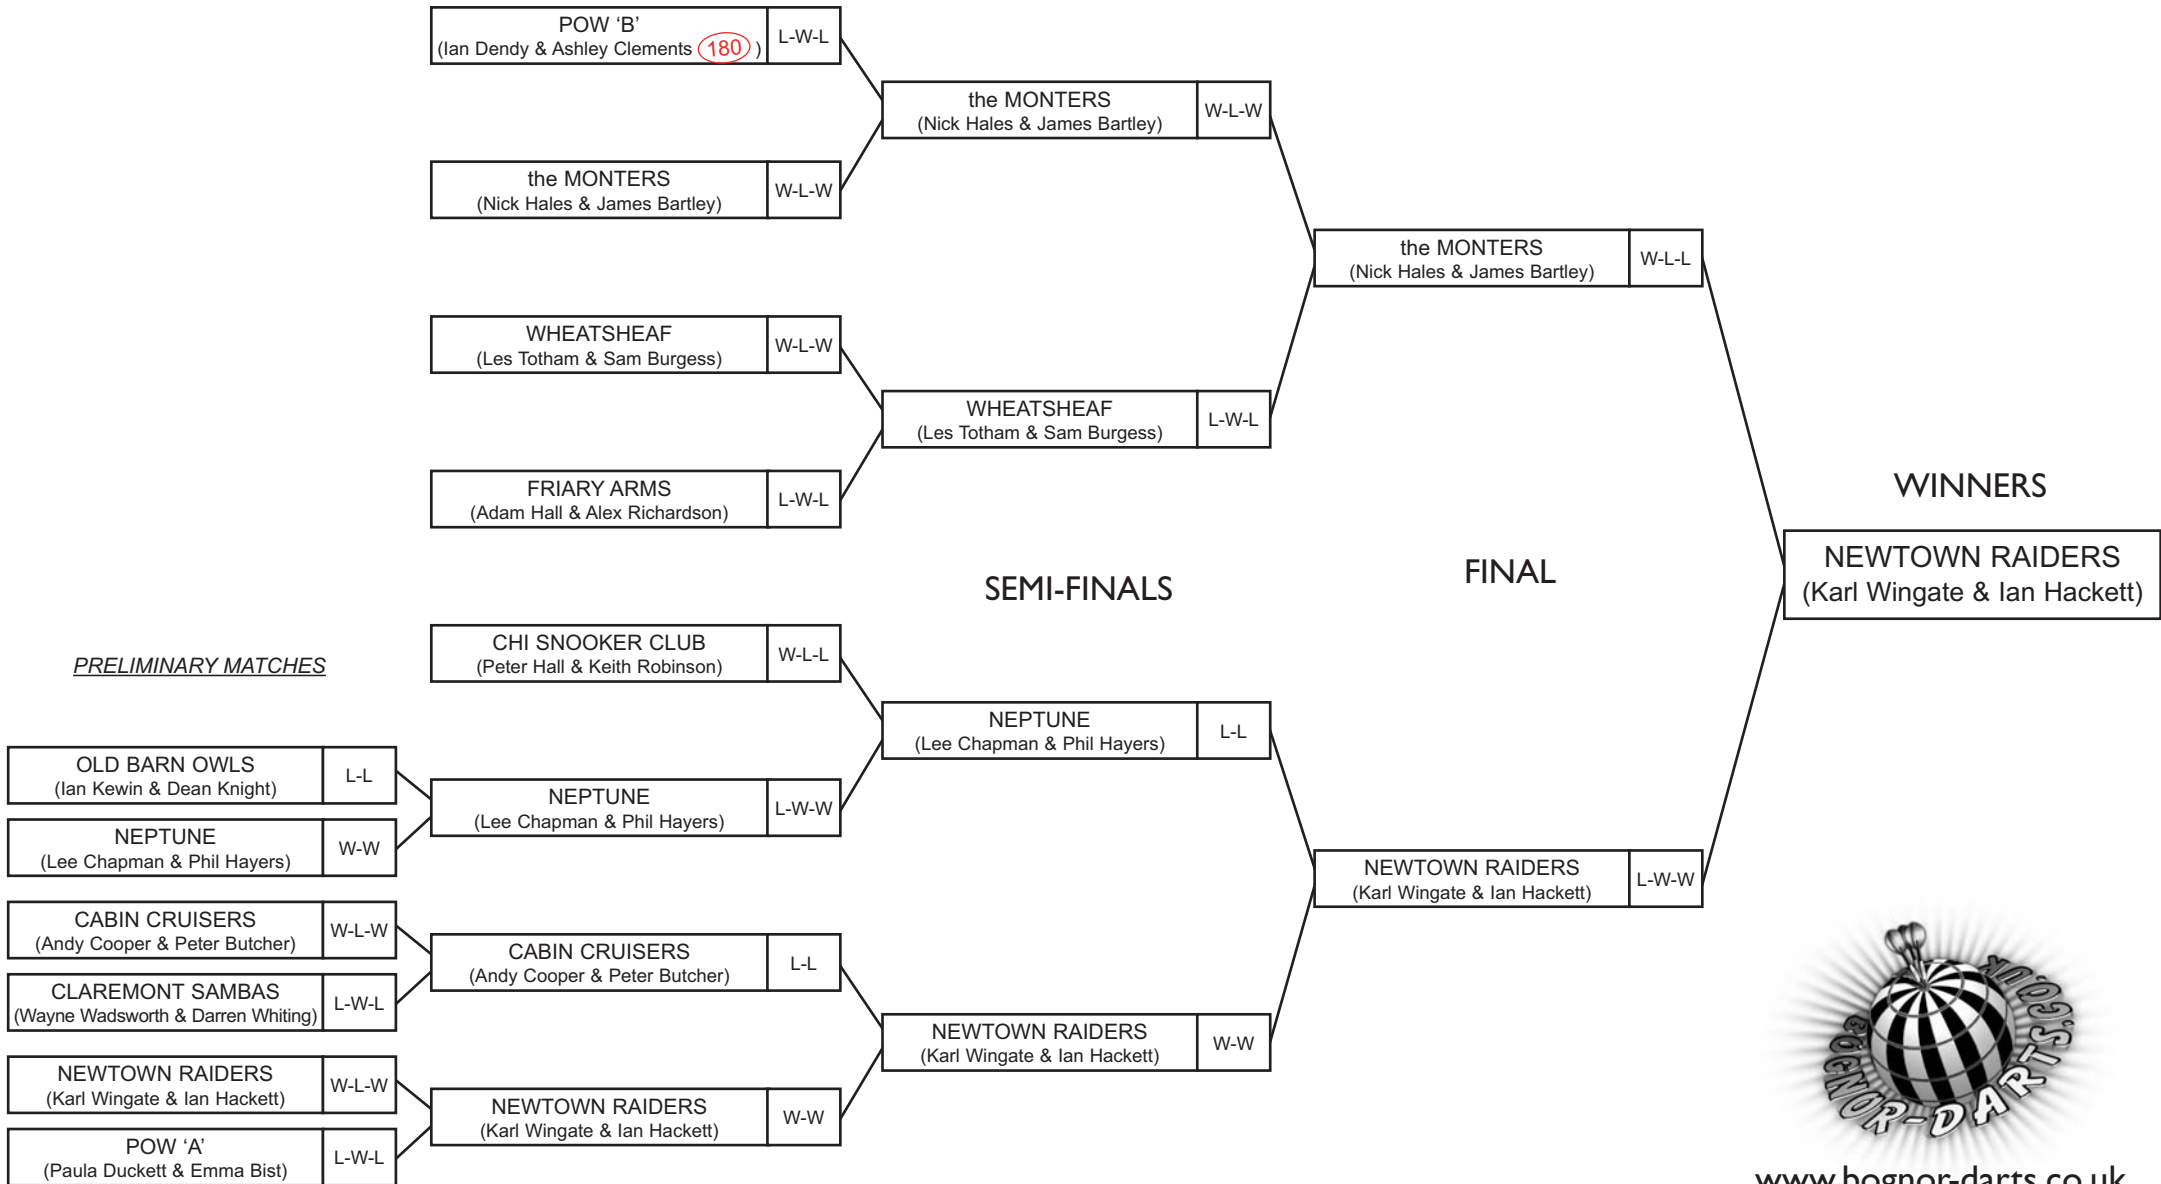 POW ‘B’
(Ian Dendy & Ashley Clements 180 )
L-W-L
the MONTERS
(Nick Hales & James Bartley)
W-L-W
WHEATSHEAF
(Les Totham & Sam Burgess)
W-L-W
FRIARY ARMS
(Adam Hall & Alex Richardson)
L-W-L
CHI SNOOKER CLUB
(Peter Hall & Keith Robinson)
W-L-L
PRELIMINARY MATCHES
OLD BARN OWLS
(Ian Kewin & Dean Knight)
L-L
NEPTUNE
(Lee Chapman & Phil Hayers)
W-W
CABIN CRUISERS
(Andy Cooper & Peter Butcher)
W-L-W
CLAREMONT SAMBAS
(Wayne Wadsworth & Darren Whiting)
L-W-L
NEWTOWN RAIDERS
(Karl Wingate & Ian Hackett)
W-L-W
POW ‘A’
(Paula Duckett & Emma Bist)
L-W-L
NEPTUNE
(Lee Chapman & Phil Hayers)
L-W-W
CABIN CRUISERS
(Andy Cooper & Peter Butcher)
L-L
NEWTOWN RAIDERS
(Karl Wingate & Ian Hackett)
W-W
the MONTERS
(Nick Hales & James Bartley)
W-L-W
WHEATSHEAF
(Les Totham & Sam Burgess)
L-W-L
SEMI-FINALS
NEPTUNE
(Lee Chapman & Phil Hayers)
L-L
NEWTOWN RAIDERS
(Karl Wingate & Ian Hackett)
W-W
the MONTERS
(Nick Hales & James Bartley)
W-L-L
FINAL
NEWTOWN RAIDERS
(Karl Wingate & Ian Hackett)
L-W-W
WINNERS
NEWTOWN RAIDERS
(Karl Wingate & Ian Hackett)
BOGNOR-DARTS.CO.UK
www.bognor-darts.co.uk